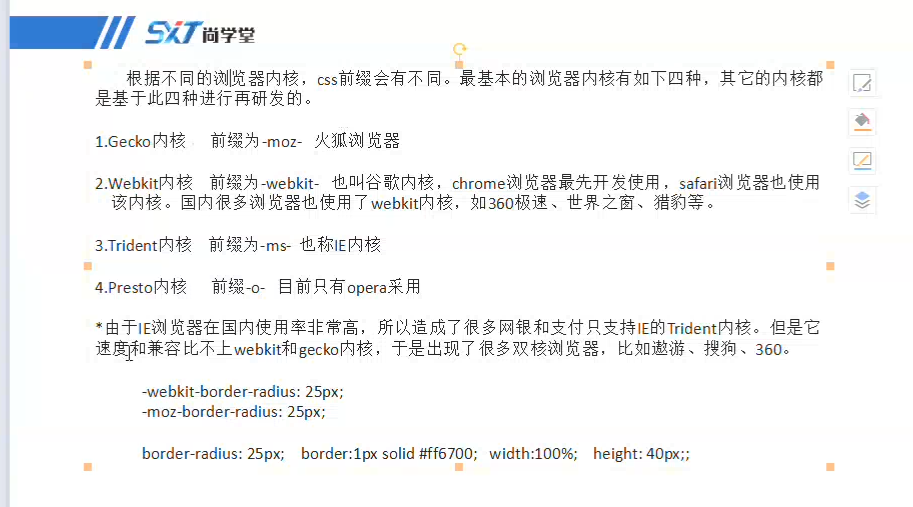 SXT尚学堂
根据不同的浏览器内核，css前缀会有不同。最基本的浏览器内核有如下四种，其它的内核都
是基于此四种进行再研发的。
1.Gecko内核 前缀为-moz- 火狐浏览器
2.Webkit内核 前缀为-webkit- 也叫谷歌内核，chrome浏览器最先开发使用，safari浏览器也使用
该内核。国内很多浏览器也使用了webkit内核，如360极速、世界之窗、猎豹等。
3.Trident内核 前缀为-ms- 也称IE内核
4.Presto内核 前缀-o- 目前只有opera采用
*由于IE浏览器在国内使用率非常高，所以造成了很多网银和支付只支持IE的Trident内核。但是它
速度和兼容比不上webkit和gecko内核，于是出现了很多双核浏览器，比如遨游、搜狗、360。
-webkit-border-radius: 25px;
-moz-border-radius: 25px;
border-radius: 25px; border:1px solid #ff6700; width:100%; height: 40px;;